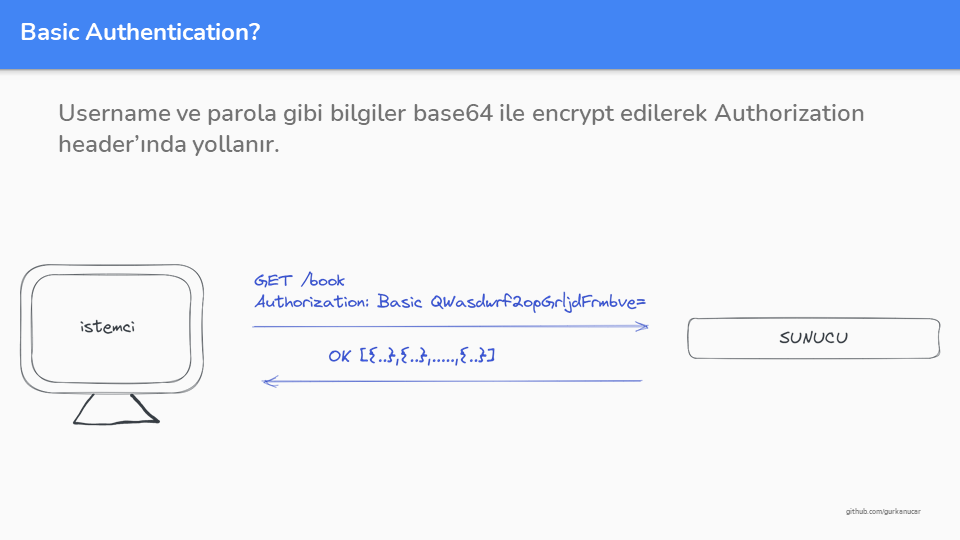 Basic Authentication?
Username ve parola gibi bilgiler base64 ile encrypt edilerek Authorization
header’ında yollanır.
GET /book
Authorization: Basic QWasdwrf2opGrljdFrmbve=
istemci
SUNUCU
OK [{..},{..},.....,{..}]
github.com/gurkanucar